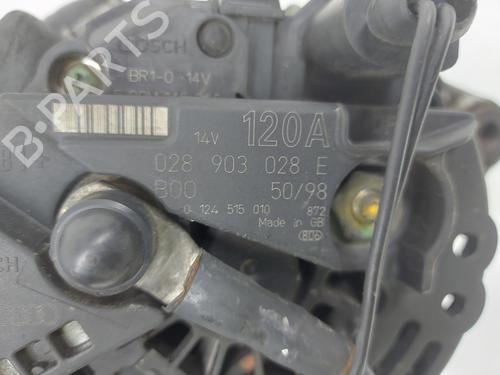 BOSCH
BR1-0-14V
B-PARTS
14V 120A
028 903 028 E
B00 50/98
0 124 515 010 872
Made in GB